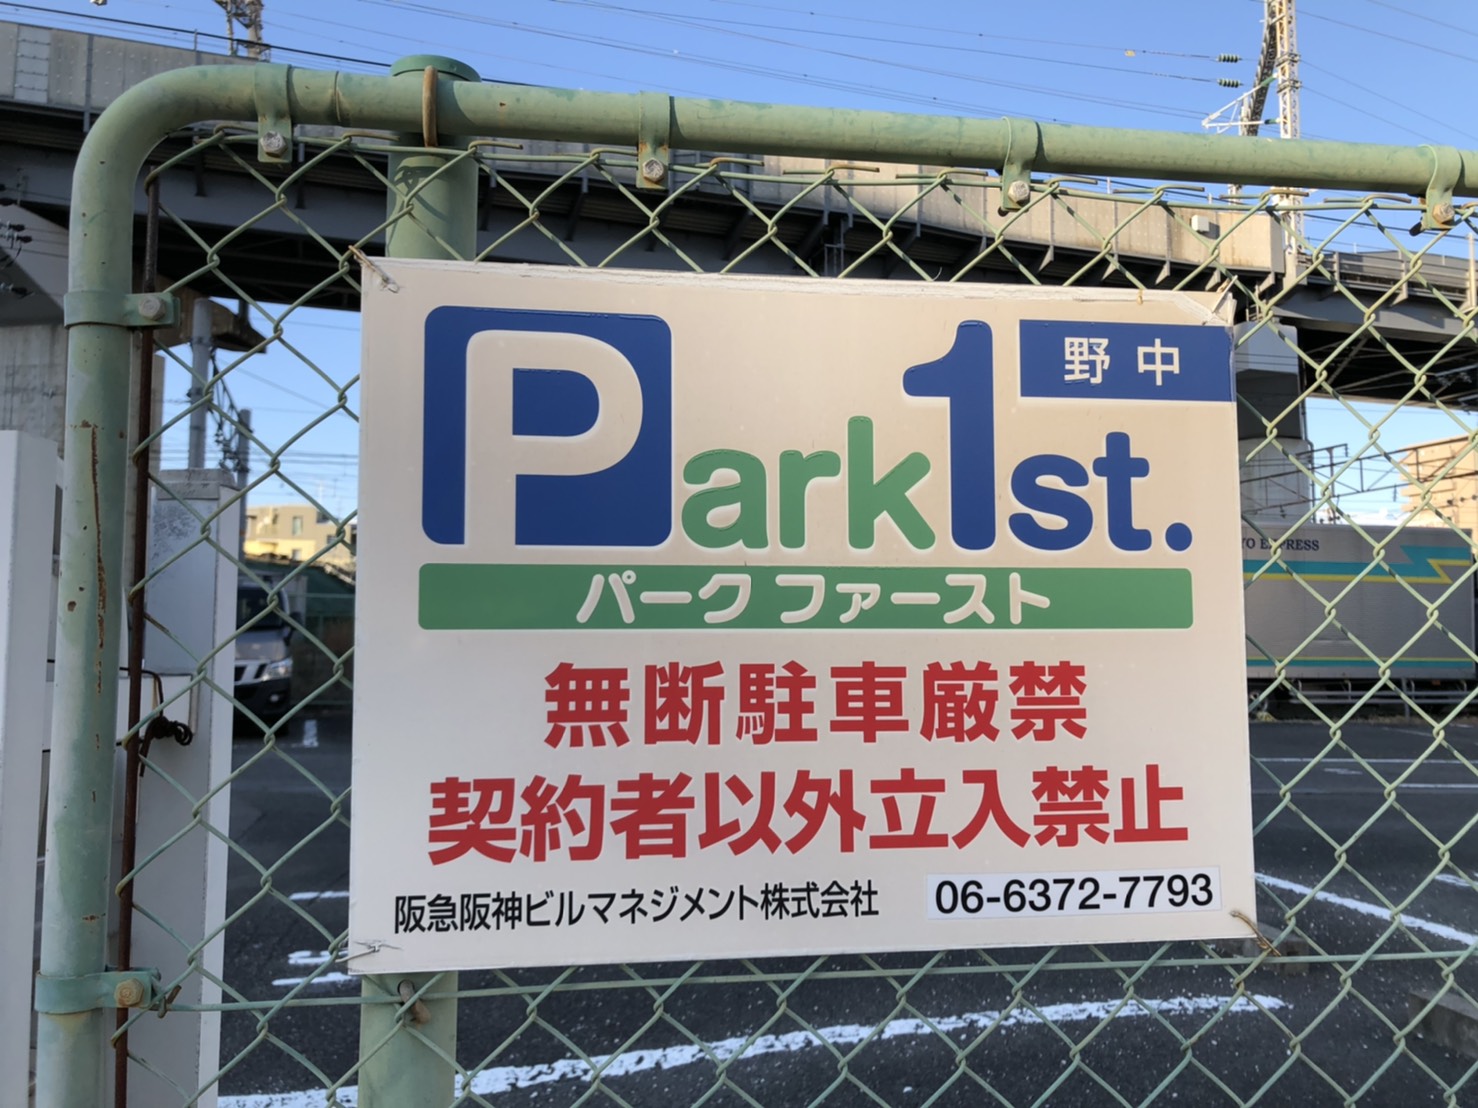 Park1st.
野中
パーク ファースト
無断駐車厳禁
契約者以外立入禁止
阪急阪神ビルマネジメント株式会社
06-6372-7793
EXPRESS